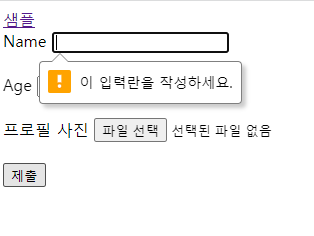 샘플
Name
이 입력란을 작성하세요.
Age
프로필 사진 파일 선택 선택된 파일 없음
제출